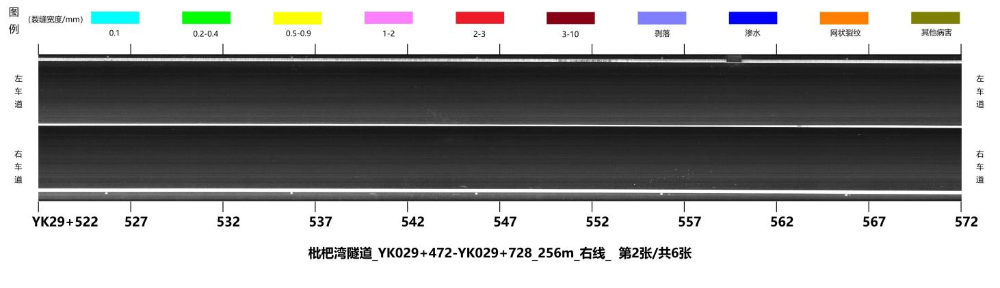 图例
(裂缝宽度/mm)
0.1 0.2-0.4 0.5-0.9 1-2 2-3 3-10 剥落 渗水 网状裂纹 其他病害
左车道 左车道
右车道 右车道
YK29+522 527 532 537 542 547 552 557 562 567 572
枇杷湾隧道_YK029+472-YK029+728_256m_右线_ 第2张/共6张